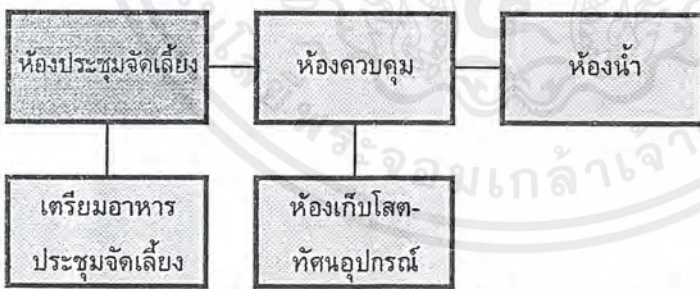 ห้องประชุมจัดเลี้ยง
ห้องควบคุม
ห้องน้ำ
เตรียมอาหาร
ประชุมจัดเลี้ยง
ห้องเก็บโสต-
ทัศนอุปกรณ์